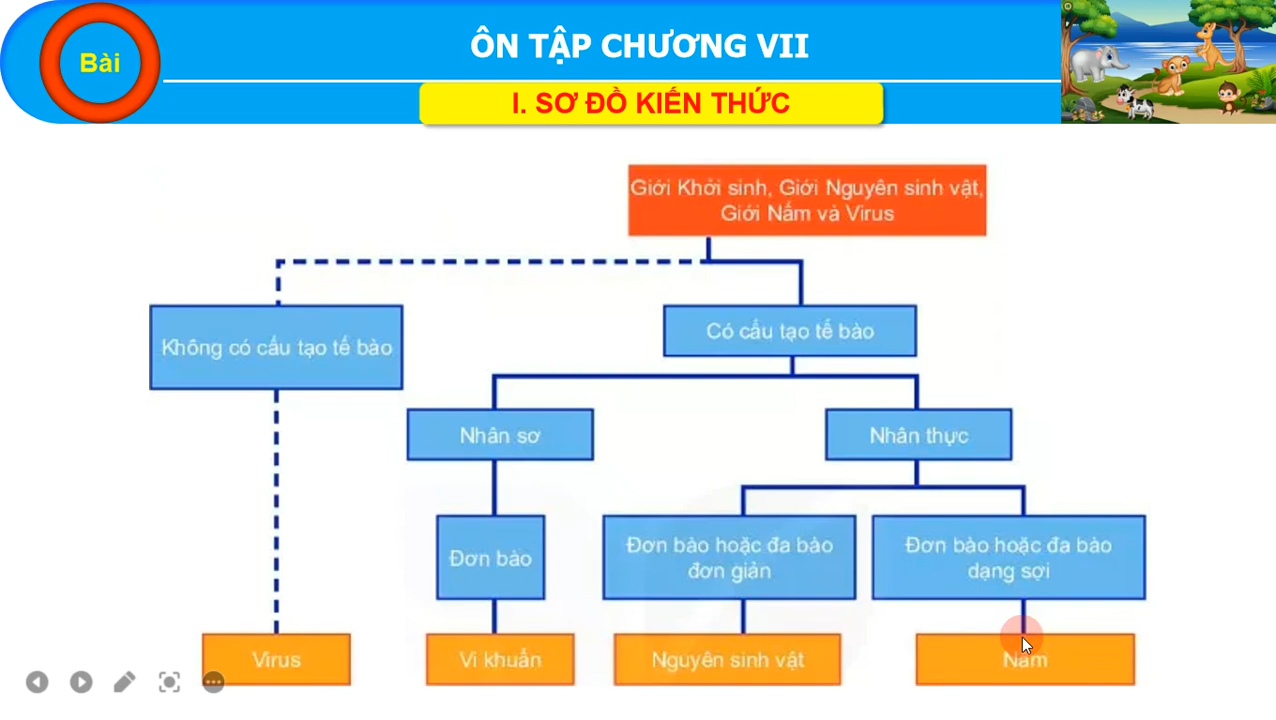 Bài
ÔN TẬP CHƯƠNG VII
I. SƠ ĐỒ KIẾN THỨC
Giới Khởi sinh, Giới Nguyên sinh vật,
Giới Nấm và Virus
Không có cấu tạo tế bào
Có cấu tạo tế bào
Nhân sơ
Nhân thực
Đơn bào
Đơn bào hoặc đa bào
đơn giản
Đơn bào hoặc đa bào
dạng sợi
Virus
Vi khuẩn
Nguyên sinh vật
Nấm